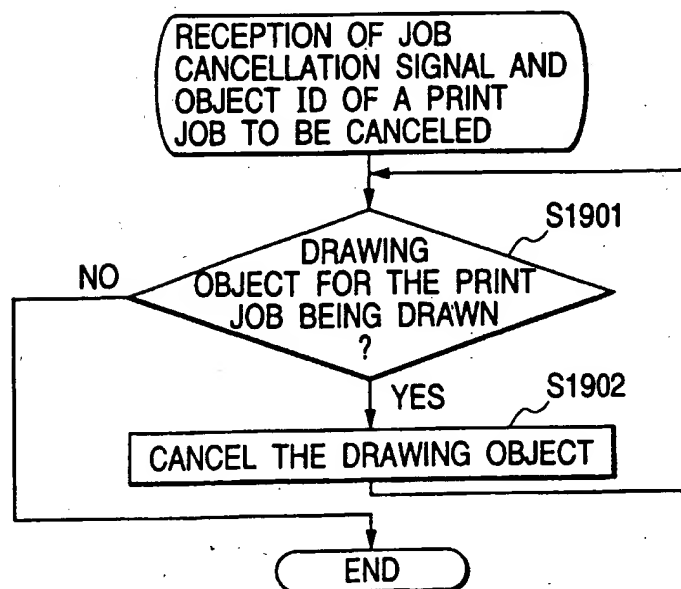 RECEPTION OF JOB
CANCELLATION SIGNAL AND
OBJECT ID OF A PRINT
JOB TO BE CANCELED
S1901
DRAWING
NO
OBJECT FOR THE PRINT
JOB BEING DRAWN
?
YES
S1902
CANCEL THE DRAWING OBJECT
END